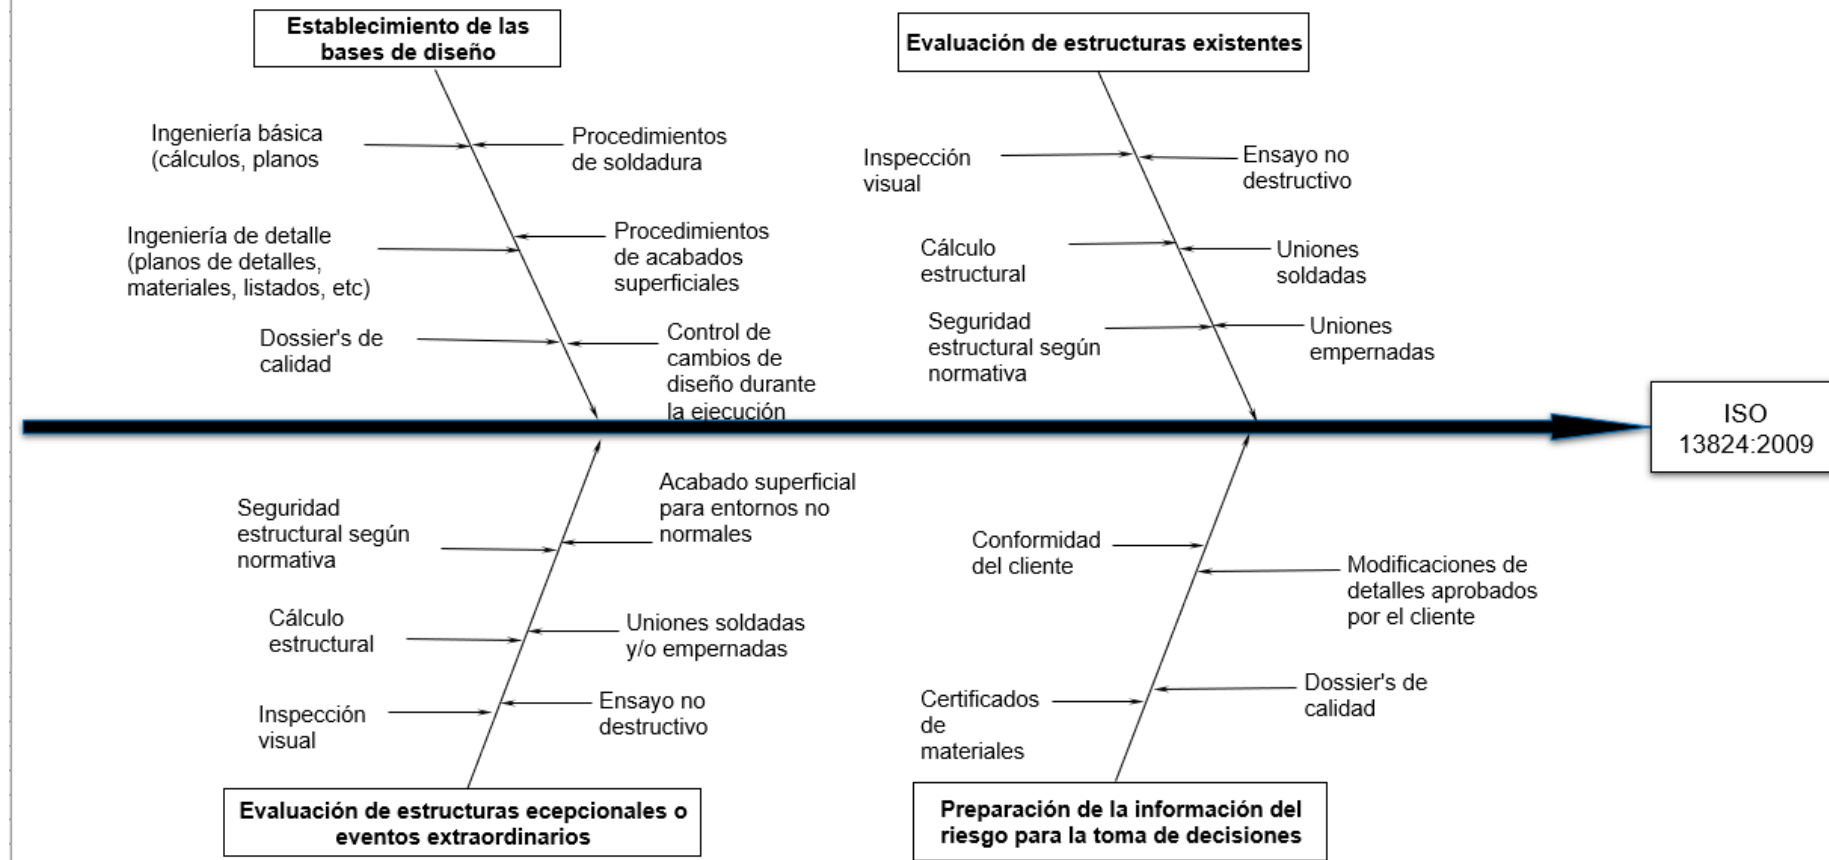 Establecimiento de las
bases de diseño
Evaluación de estructuras existentes
Ingeniería básica
(cálculos, planos
Procedimientos
de soldadura
Ingeniería de detalle
(planos de detalles,
materiales, listados, etc)
Procedimientos
de acabados
superficiales
Dossier's de
calidad
Control de
cambios de
diseño durante
la ejecución
Inspección
visual
Ensayo no
destructivo
Cálculo
estructural
Uniones
soldadas
Seguridad
estructural según
normativa
Uniones
empernadas
ISO
13824:2009
Seguridad
estructural según
normativa
Acabado superficial
para entornos no
normales
Cálculo
estructural
Uniones soldadas
y/o empernadas
Inspección
visual
Ensayo no
destructivo
Evaluación de estructuras ecepcionales o
eventos extraordinarios
Conformidad
del cliente
Modificaciones de
detalles aprobados
por el cliente
Certificados
de
materiales
Dossier's de
calidad
Preparación de la información del
riesgo para la toma de decisiones